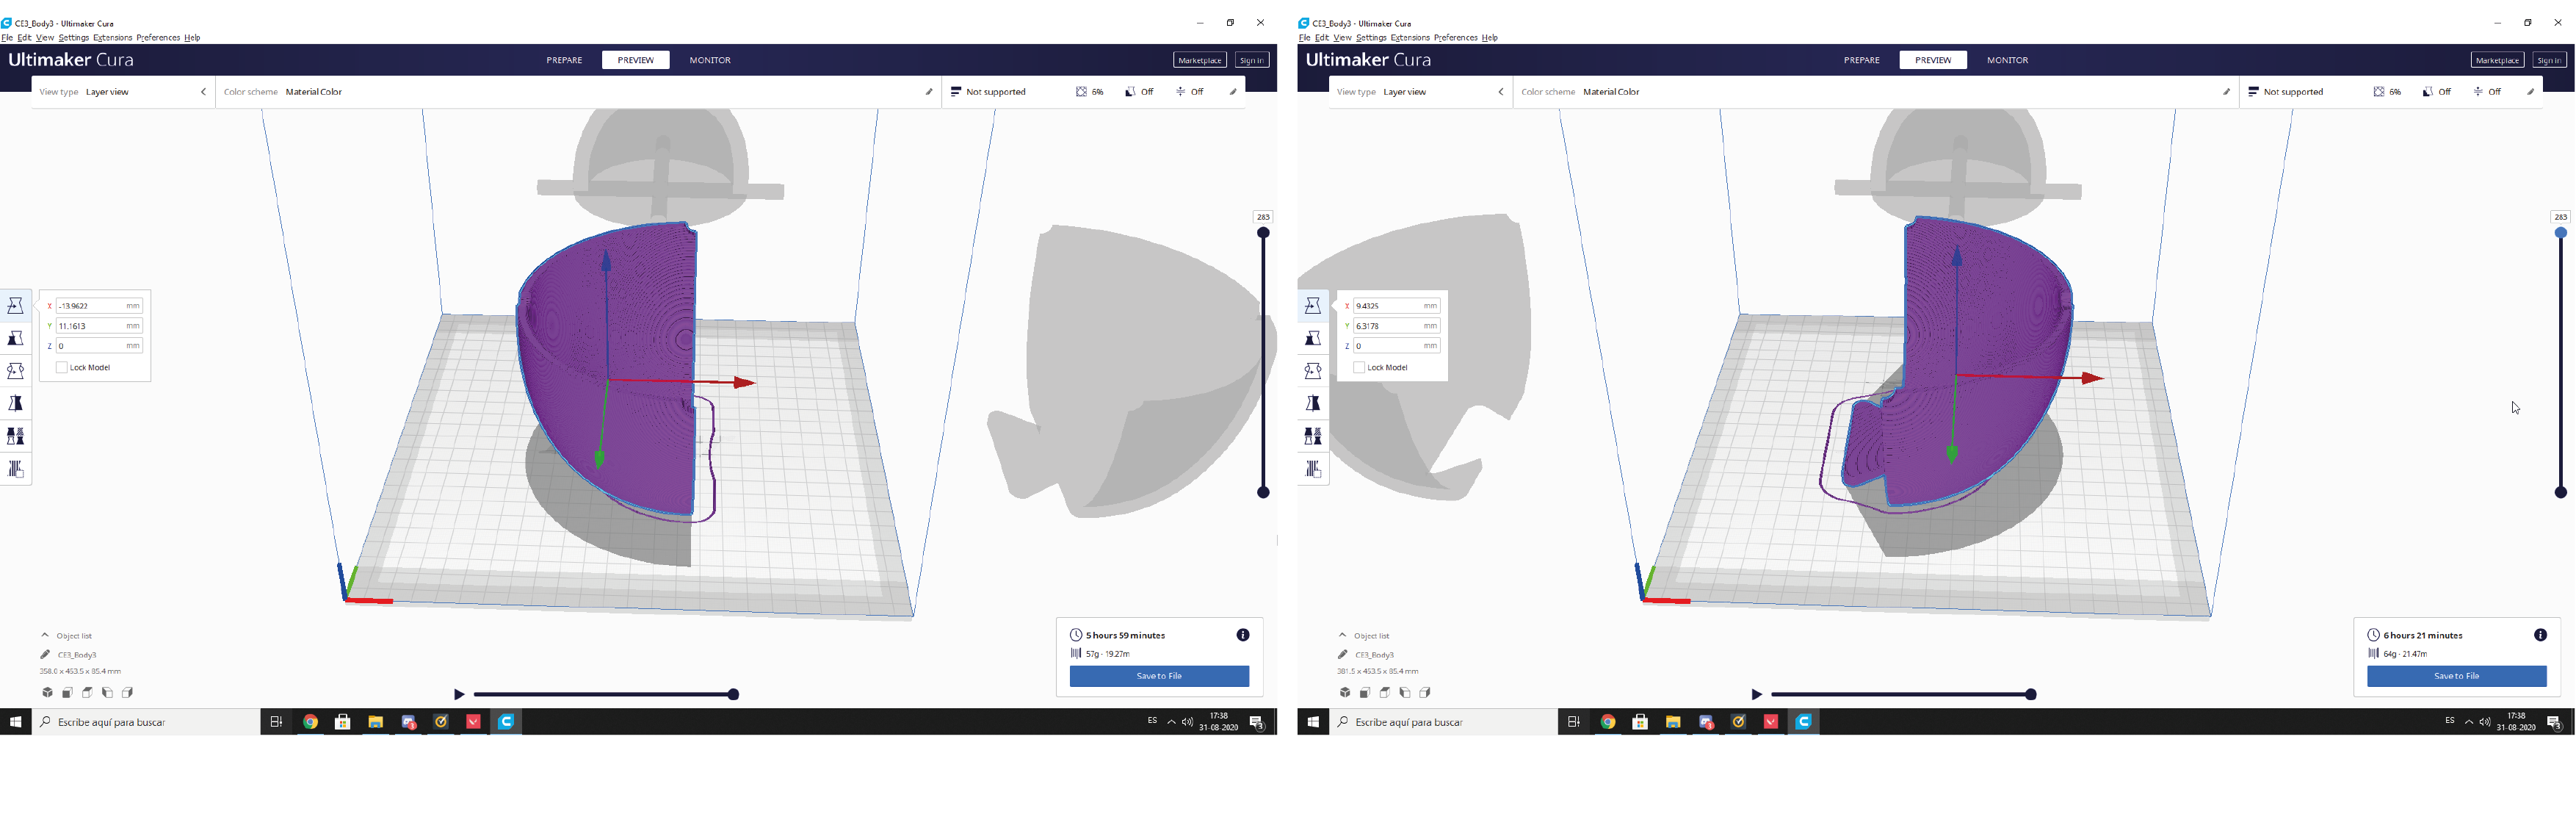 CE3_Body3 - Ultimaker Cura
File Edit View Settings Extensions Preferences Help
Ultimaker Cura
PREPARE
PREVIEW
MONITOR
Marketplace
Sign in
View type Layer view
Color scheme Material Color
Not supported
6%
Off
Off
283
X -13.9622 mm
Y 11.1613 mm
Z 0 mm
Lock Model
Object list
CE3_Body3
358.0 x 453.5 x 85.4 mm
5 hours 59 minutes
57g · 19.27m
Save to File
Escribe aquí para buscar
ES
17:38
31-08-2020
3
CE3_Body3 - Ultimaker Cura
File Edit View Settings Extensions Preferences Help
Ultimaker Cura
PREPARE
PREVIEW
MONITOR
Marketplace
Sign in
View type Layer view
Color scheme Material Color
Not supported
6%
Off
Off
283
X 9.4325 mm
Y 6.3178 mm
Z 0 mm
Lock Model
Object list
CE3_Body3
381.5 x 453.5 x 85.4 mm
6 hours 21 minutes
64g · 21.47m
Save to File
Escribe aquí para buscar
ES
17:38
31-08-2020
3